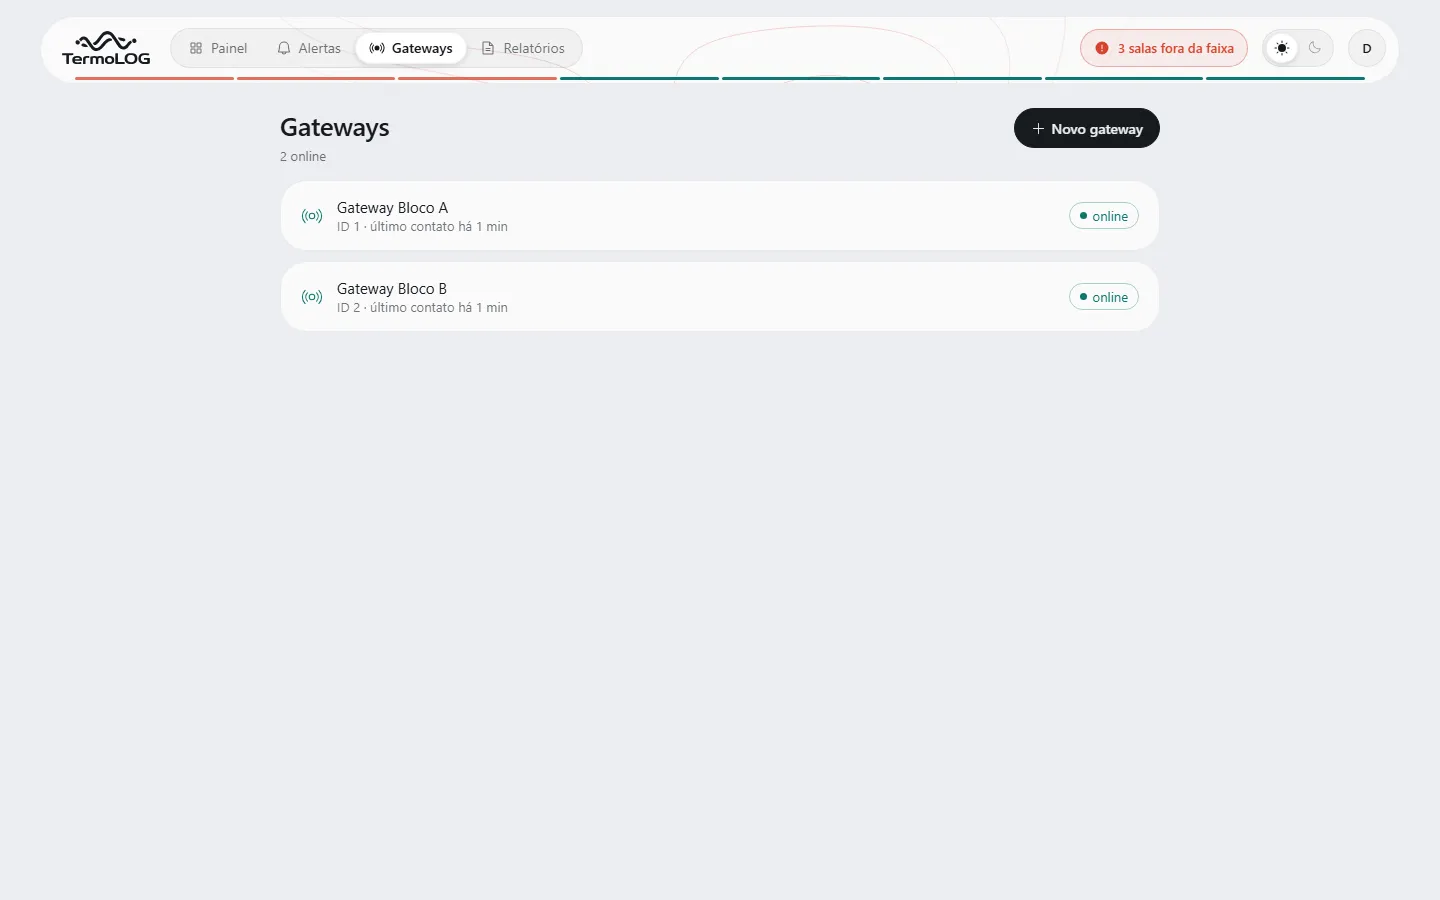 TermoLOG
Painel
Alertas
Gateways
Relatórios
3 salas fora da faixa
D
Gateways
2 online
Novo gateway
Gateway Bloco A
ID 1 · último contato há 1 min
online
Gateway Bloco B
ID 2 · último contato há 1 min
online